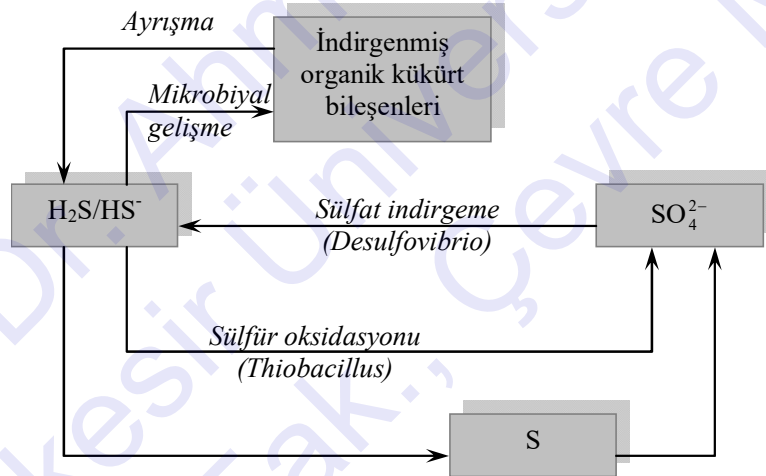 Ayrışma
İndirgenmiş
organik kükürt
bileşenleri
Mikrobiyal
gelişme
H₂S/HS⁻
Sülfat indirgeme
(Desulfovibrio)
SO₄²⁻
Sülfür oksidasyonu
(Thiobacillus)
S